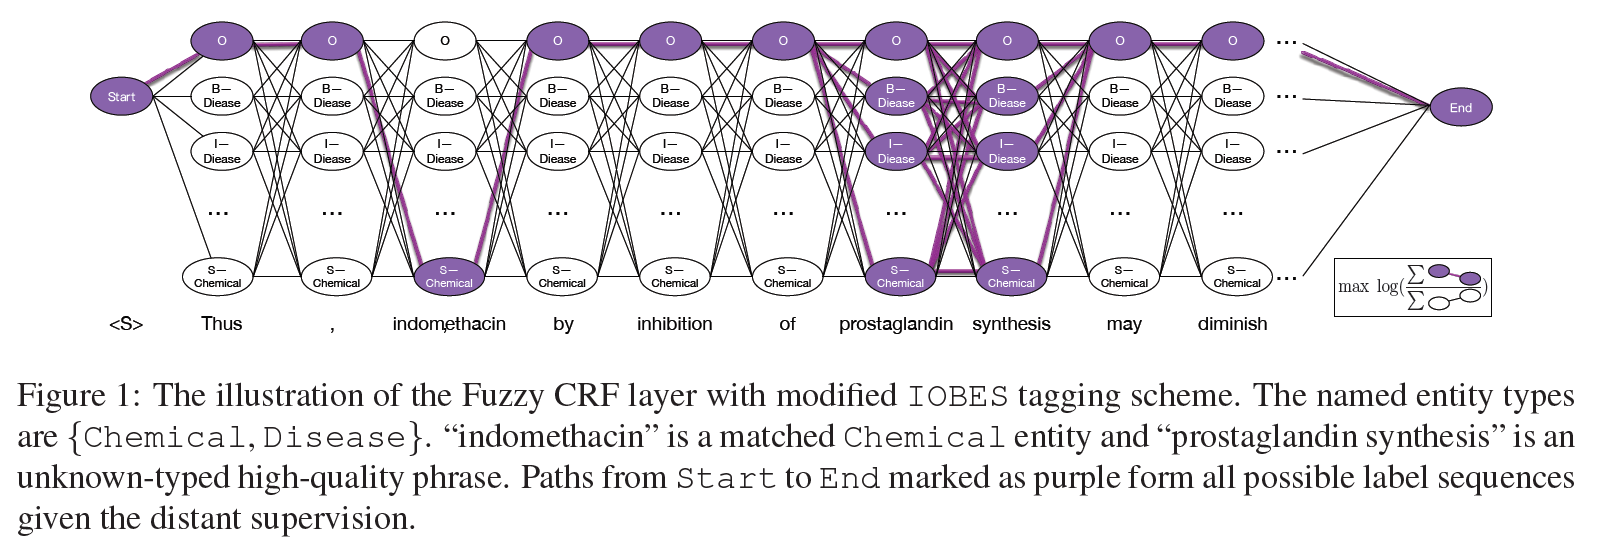 O O O O O O O O O O ...
B— B— B— B— B— B— B— B— B— B—
Start Diease Diease Diease Diease Diease Diease Diease Diease Diease Diease ... End
I— I— I— I— I— I— I— I— I— I—
Diease Diease Diease Diease Diease Diease Diease Diease Diease Diease ...
... ... ... ... ... ... ... ... ... ...
S— S— S— S— S— S— S— S— S— S—
Chemical Chemical Chemical Chemical Chemical Chemical Chemical Chemical Chemical Chemical ...
max log(∑/∑)
<S> Thus , indomethacin by inhibition of prostaglandin synthesis may diminish
Figure 1: The illustration of the Fuzzy CRF layer with modified IOBES tagging scheme. The named entity types
are {Chemical, Disease}. “indomethacin” is a matched Chemical entity and “prostaglandin synthesis” is an
unknown-typed high-quality phrase. Paths from Start to End marked as purple form all possible label sequences
given the distant supervision.